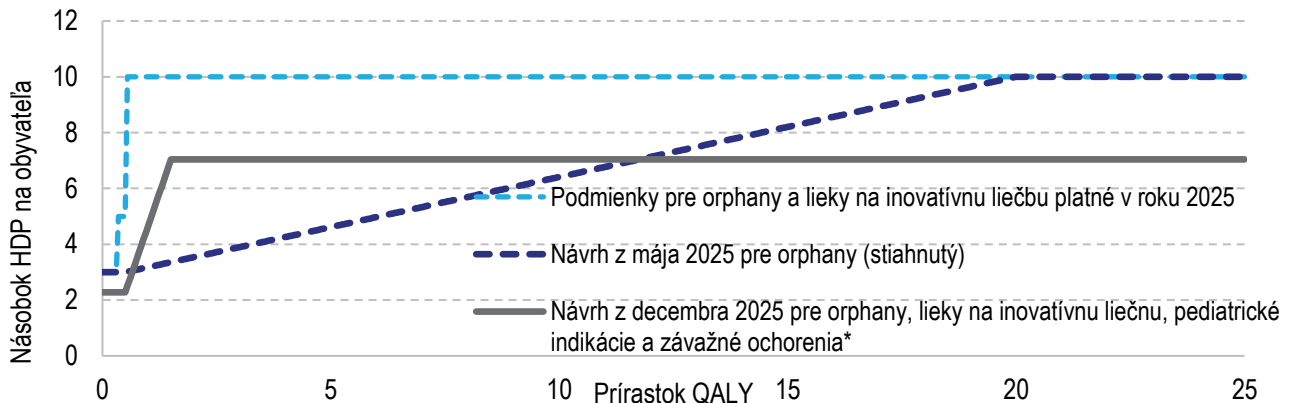 12
10
8
6
4
2
0
Násobok HDP na obyvateľa
Podmienky pre orphany a lieky na inovatívnu liečbu platné v roku 2025
Návrh z mája 2025 pre orphany (stiahnutý)
Návrh z decembra 2025 pre orphany, lieky na inovatívnu liečnu, pediatrické
indikácie a závažné ochorenia*
0 5 10 15 20 25
Prírastok QALY